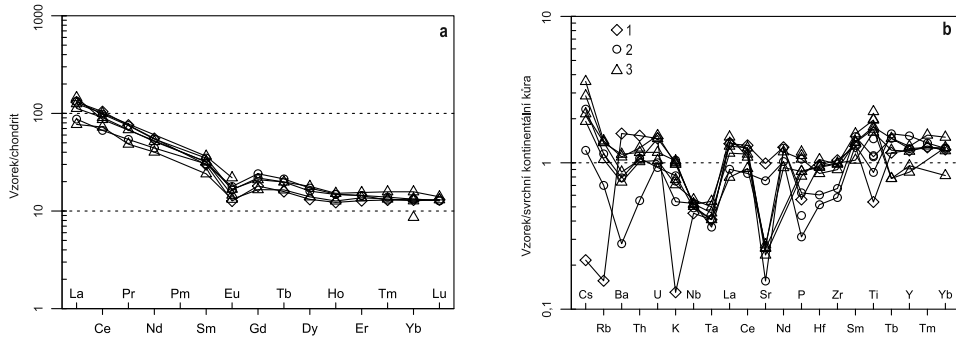 a
Vzorek/chondrit
1000
100
10
1
La Pr Pm Eu Tb Ho Tm Lu
Ce Nd Sm Gd Dy Er Yb
b
Vzorek/svrchní kontinentální kůra
10
1
0,
1
2
3
Cs Ba U Nb La Sr P Zr Ti Y Yb
Rb Th K Ta Ce Nd Hf Sm Tb Tm